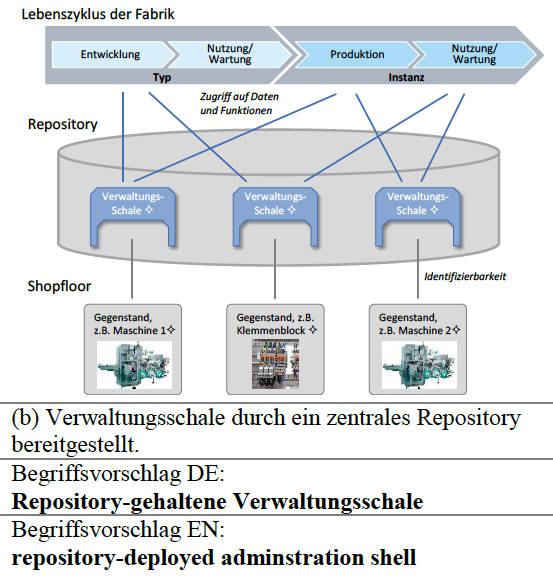 Lebenszyklus der Fabrik
Entwicklung
Nutzung/
Wartung
Produktion
Nutzung/
Wartung
Typ
Instanz
Zugriff auf Daten
und Funktionen
Repository
Verwaltungs-
Schale ✧
Verwaltungs-
Schale ✧
Verwaltungs-
Schale ✧
Identifizierbarkeit
Shopfloor
Gegenstand,
z.B. Maschine 1✧
Gegenstand, z.B.
Klemmenblock ✧
Gegenstand,
z.B. Maschine 2✧
(b) Verwaltungsschale durch ein zentrales Repository
bereitgestellt.
Begriffsvorschlag DE:
Repository-gehaltene Verwaltungsschale
Begriffsvorschlag EN:
repository-deployed adminstration shell